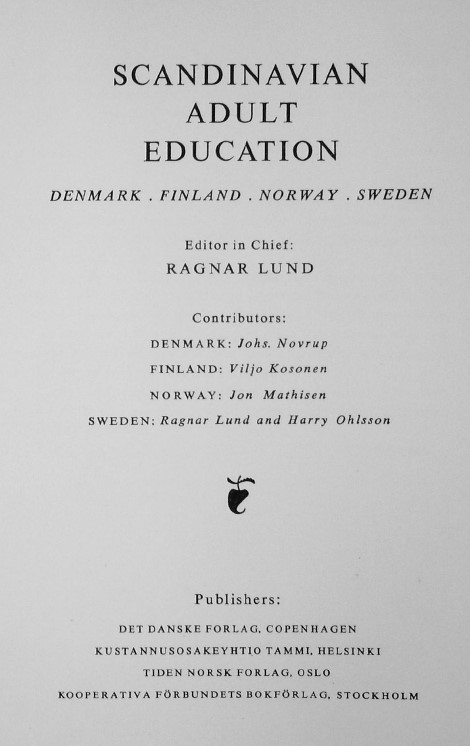 SCANDINAVIAN
ADULT
EDUCATION
DENMARK . FINLAND . NORWAY . SWEDEN
Editor in Chief:
RAGNAR LUND
Contributors:
DENMARK: Johs. Novrup
FINLAND: Viljo Kosonen
NORWAY: Jon Mathisen
SWEDEN: Ragnar Lund and Harry Ohlsson
Publishers:
DET DANSKE FORLAG, COPENHAGEN
KUSTANNUSOSAKEYHTIO TAMMI, HELSINKI
TIDEN NORSK FORLAG, OSLO
KOOPERATIVA FÖRBUNDETS BOKFÖRLAG, STOCKHOLM